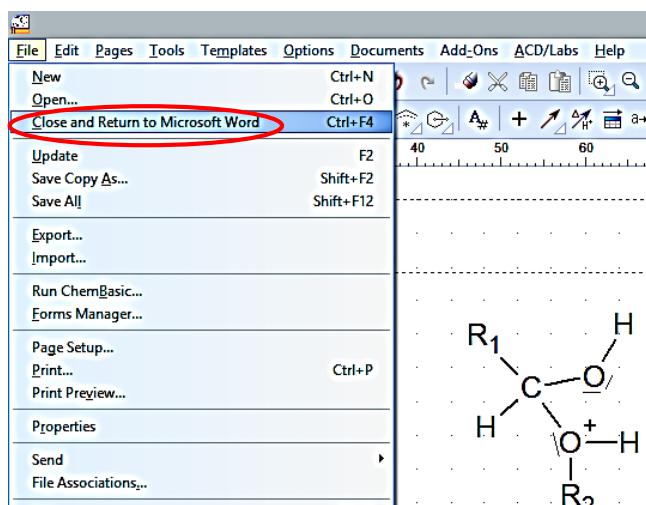 File Edit Pages Tools Templates Options Documents Add-Ons ACD/Labs Help
New Ctrl+N
Open... Ctrl+O
Close and Return to Microsoft Word Ctrl+F4
Update F2
Save Copy As... Shift+F2
Save All Shift+F12
Export...
Import...
Run ChemBasic...
Forms Manager...
Page Setup...
Print... Ctrl+P
Print Preview...
Properties
Send
File Associations...
40 50 60
H
R1
C O
H O + H
R2